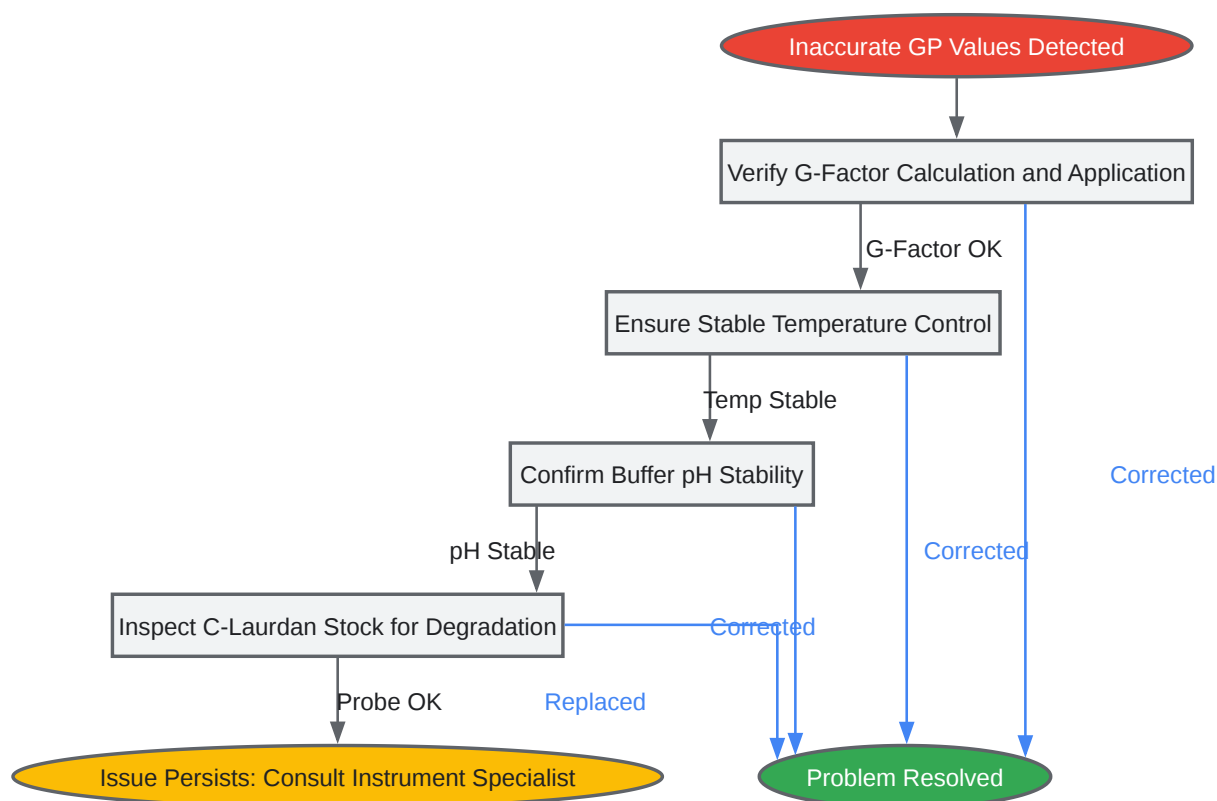 Inaccurate GP Values Detected
Verify G-Factor Calculation and Application
G-Factor OK
Ensure Stable Temperature Control
Temp Stable
Confirm Buffer pH Stability
Corrected
pH Stable
Corrected
Inspect C-Laurdan Stock for Degradation
Corrected
Probe OK
Replaced
Issue Persists: Consult Instrument Specialist
Problem Resolved